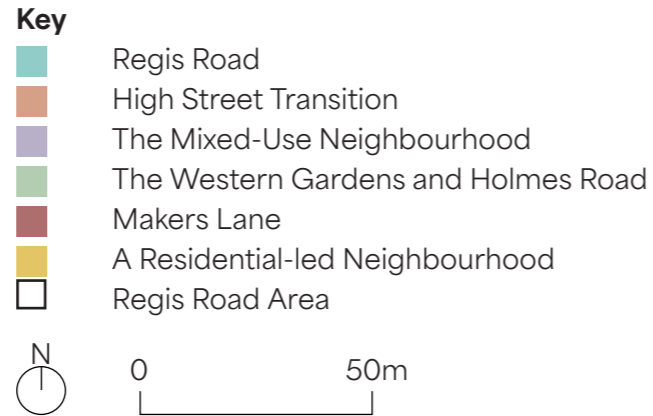 Key
Regis Road
High Street Transition
The Mixed-Use Neighbourhood
The Western Gardens and Holmes Road
Makers Lane
A Residential-led Neighbourhood
Regis Road Area
N
0 50m